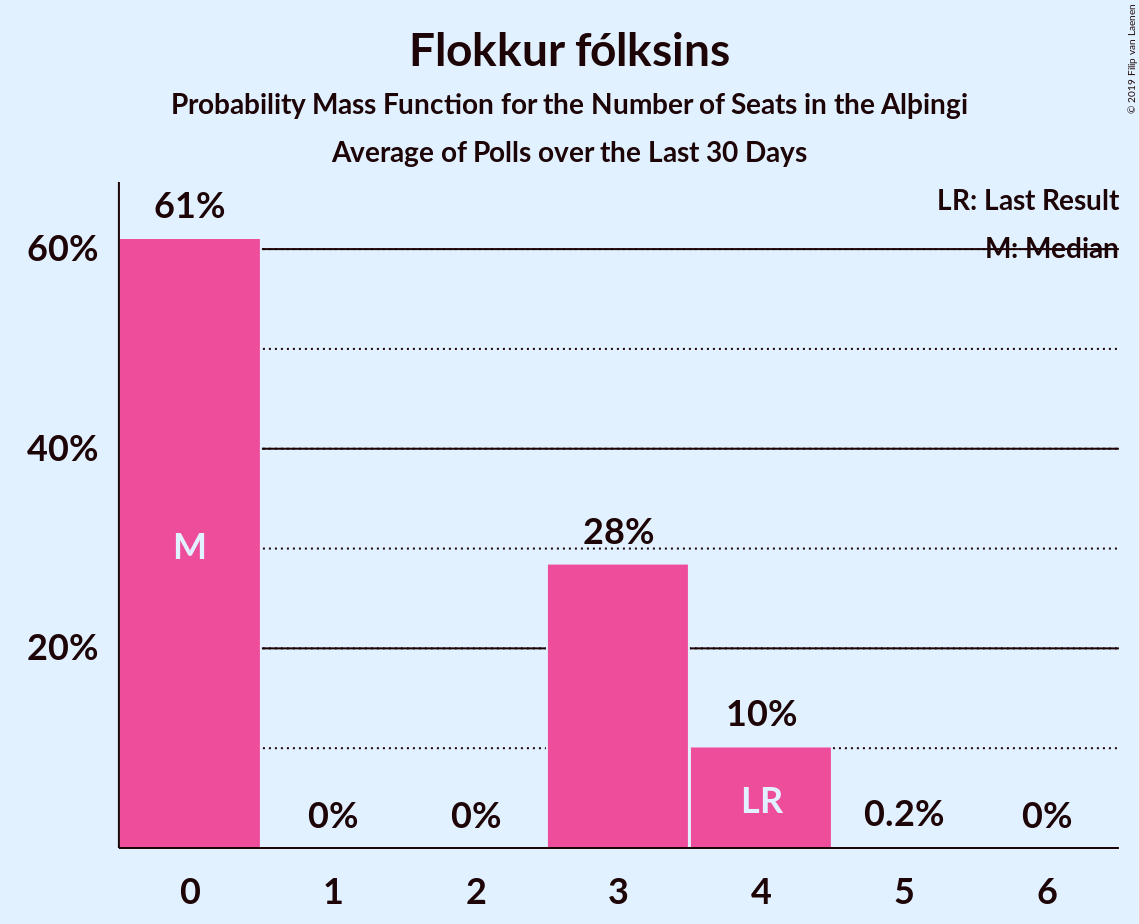 Flokkur fólksins
Probability Mass Function for the Number of Seats in the Alþingi
Average of Polls over the Last 30 Days
© 2019 Filip van Laenen
LR: Last Result
M: Median
61%
60%
40%
20%
M
0%
0%
28%
10%
LR
0.2%
0%
0 1 2 3 4 5 6